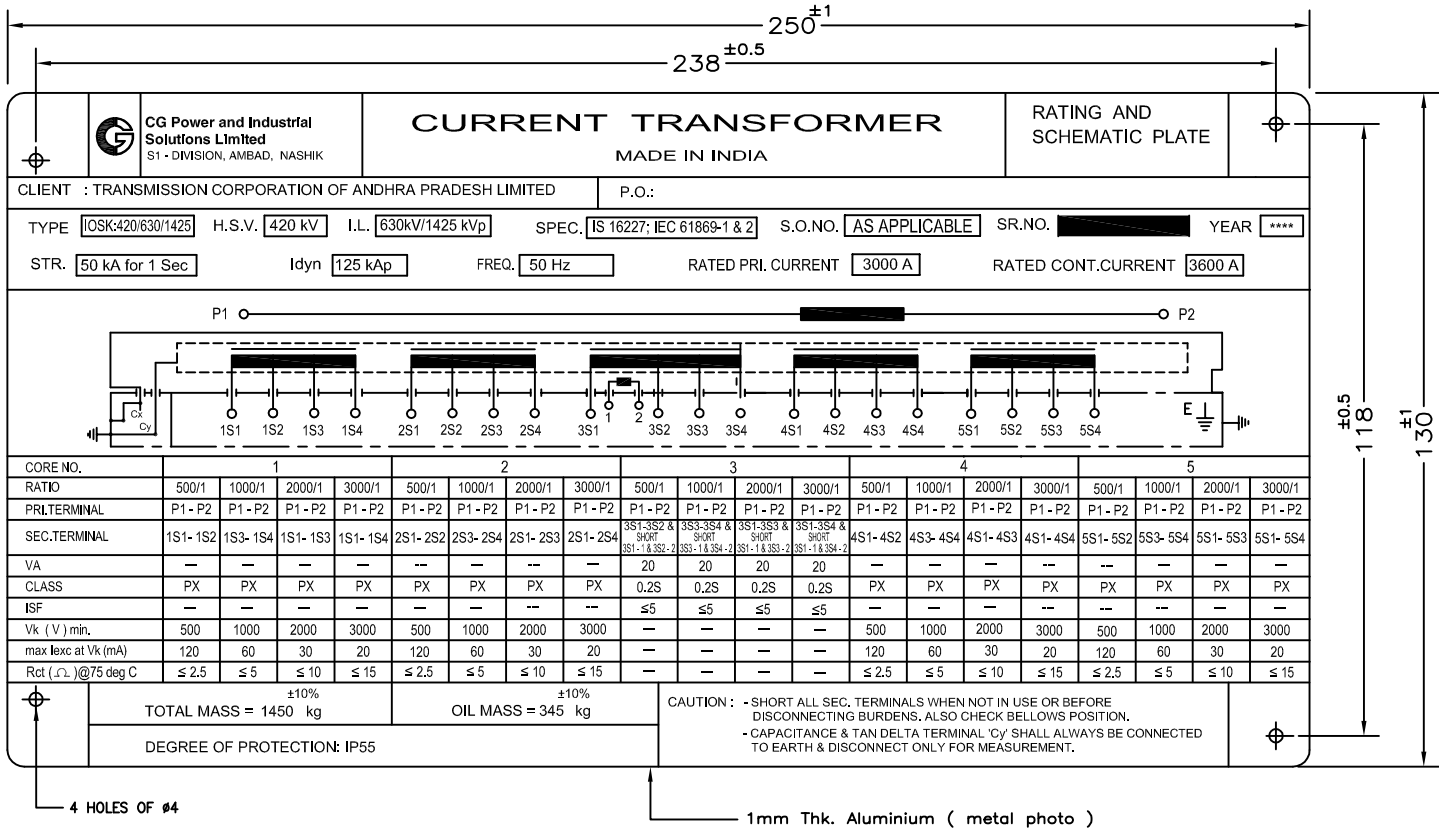 250 ±1
238 ±0.5
CG Power and Industrial
Solutions Limited
S1 - DIVISION, AMBAD, NASHIK
CURRENT TRANSFORMER
MADE IN INDIA
RATING AND
SCHEMATIC PLATE
CLIENT : TRANSMISSION CORPORATION OF ANDHRA PRADESH LIMITED P.O.:
TYPE IOSK:420/630/1425 H.S.V. 420 kV I.L. 630kV/1425 kVp SPEC. IS 16227; IEC 61869-1 & 2 S.O.NO. AS APPLICABLE SR.NO. YEAR ****
STR. 50 kA for 1 Sec Idyn 125 kAp FREQ. 50 Hz RATED PRI. CURRENT 3000 A RATED CONT.CURRENT 3600 A
P1 P2
Cx
Cy
1S1 1S2 1S3 1S4 2S1 2S2 2S3 2S4 3S1 1 2 3S2 3S3 3S4 4S1 4S2 4S3 4S4 5S1 5S2 5S3 5S4 E
±0.5
118
±1
130
CORE NO. 1 2 3 4 5
RATIO 500/1 1000/1 2000/1 3000/1 500/1 1000/1 2000/1 3000/1 500/1 1000/1 2000/1 3000/1 500/1 1000/1 2000/1 3000/1 500/1 1000/1 2000/1 3000/1
PRI.TERMINAL P1 - P2 P1 - P2 P1 - P2 P1 - P2 P1 - P2 P1 - P2 P1 - P2 P1 - P2 P1 - P2 P1 - P2 P1 - P2 P1 - P2 P1 - P2 P1 - P2 P1 - P2 P1 - P2 P1 - P2 P1 - P2 P1 - P2 P1 - P2
SEC.TERMINAL 1S1- 1S2 1S3- 1S4 1S1- 1S3 1S1- 1S4 2S1- 2S2 2S3- 2S4 2S1- 2S3 2S1- 2S4 3S1-3S2 & SHORT 3S1 - 1 & 3S2 - 2 3S3-3S4 & SHORT 3S3 - 1 & 3S4 - 2 3S1-3S3 & SHORT 3S1 - 1 & 3S3 - 2 3S1-3S4 & SHORT 3S1 - 1 & 3S4 - 2 4S1- 4S2 4S3- 4S4 4S1- 4S3 4S1- 4S4 5S1- 5S2 5S3- 5S4 5S1- 5S3 5S1- 5S4
VA — — — — -- — -- -- 20 20 20 20 — — — --- -- — — —
CLASS PX PX PX PX PX PX PX PX 0.2S 0.2S 0.2S 0.2S PX PX PX PX PX PX PX PX
ISF — — — — -- — -- -- ≤5 ≤5 ≤5 ≤5 — — — --- -- — — —
Vk ( V ) min. 500 1000 2000 3000 500 1000 2000 3000 — — — — 500 1000 2000 3000 500 1000 2000 3000
max Iexc at Vk (mA) 120 60 30 20 120 60 30 20 — — — — 120 60 30 20 120 60 30 20
Rct ( Ω )@75 deg C ≤ 2.5 ≤ 5 ≤ 10 ≤ 15 ≤ 2.5 ≤ 5 ≤ 10 ≤ 15 — — — — ≤ 2.5 ≤ 5 ≤ 10 ≤ 15 ≤ 2.5 ≤ 5 ≤ 10 ≤ 15
TOTAL MASS = 1450 ±10% kg OIL MASS = 345 ±10% kg
DEGREE OF PROTECTION: IP55
CAUTION : - SHORT ALL SEC. TERMINALS WHEN NOT IN USE OR BEFORE
DISCONNECTING BURDENS. ALSO CHECK BELLOWS POSITION.
- CAPACITANCE & TAN DELTA TERMINAL 'Cy' SHALL ALWAYS BE CONNECTED
TO EARTH & DISCONNECT ONLY FOR MEASUREMENT.
4 HOLES OF ø4
1mm Thk. Aluminium ( metal photo )